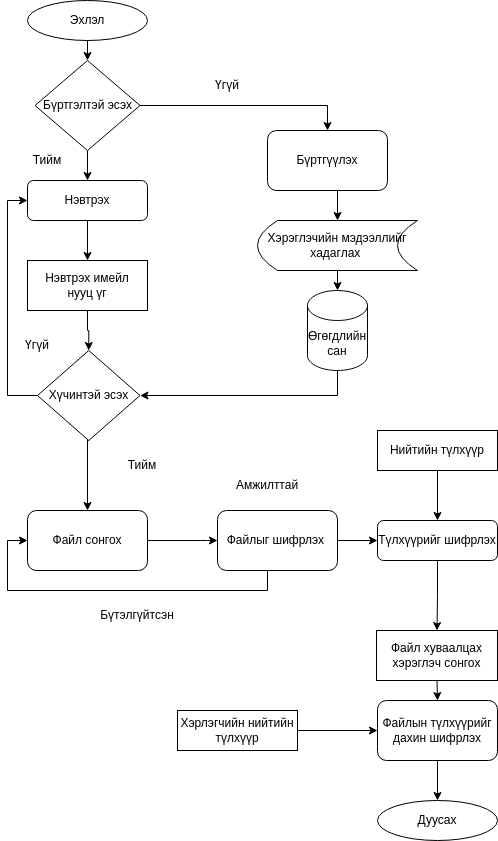 Эхлэл
Үгүй
Бүртгэлтэй эсэх
Тийм
Бүртгүүлэх
Нэвтрэх
Хэрэглэчийн мэдээллийг
хадаглах
Нэвтрэх имейл
нууц үг
Өгөгдлийн
сан
Үгүй
Хүчинтэй эсэх
Тийм
Нийтийн түлхүүр
Амжилттай
Файл сонгох
Файлыг шифрлэх
Түлхүүрийг шифрлэх
Бүтэлгүйтсэн
Файл хуваалцах
хэрэглэч сонгох
Хэрлэгчийн нийтийн
түлхүүр
Файлын түлхүүрийг
дахин шифрлэх
Дуусах